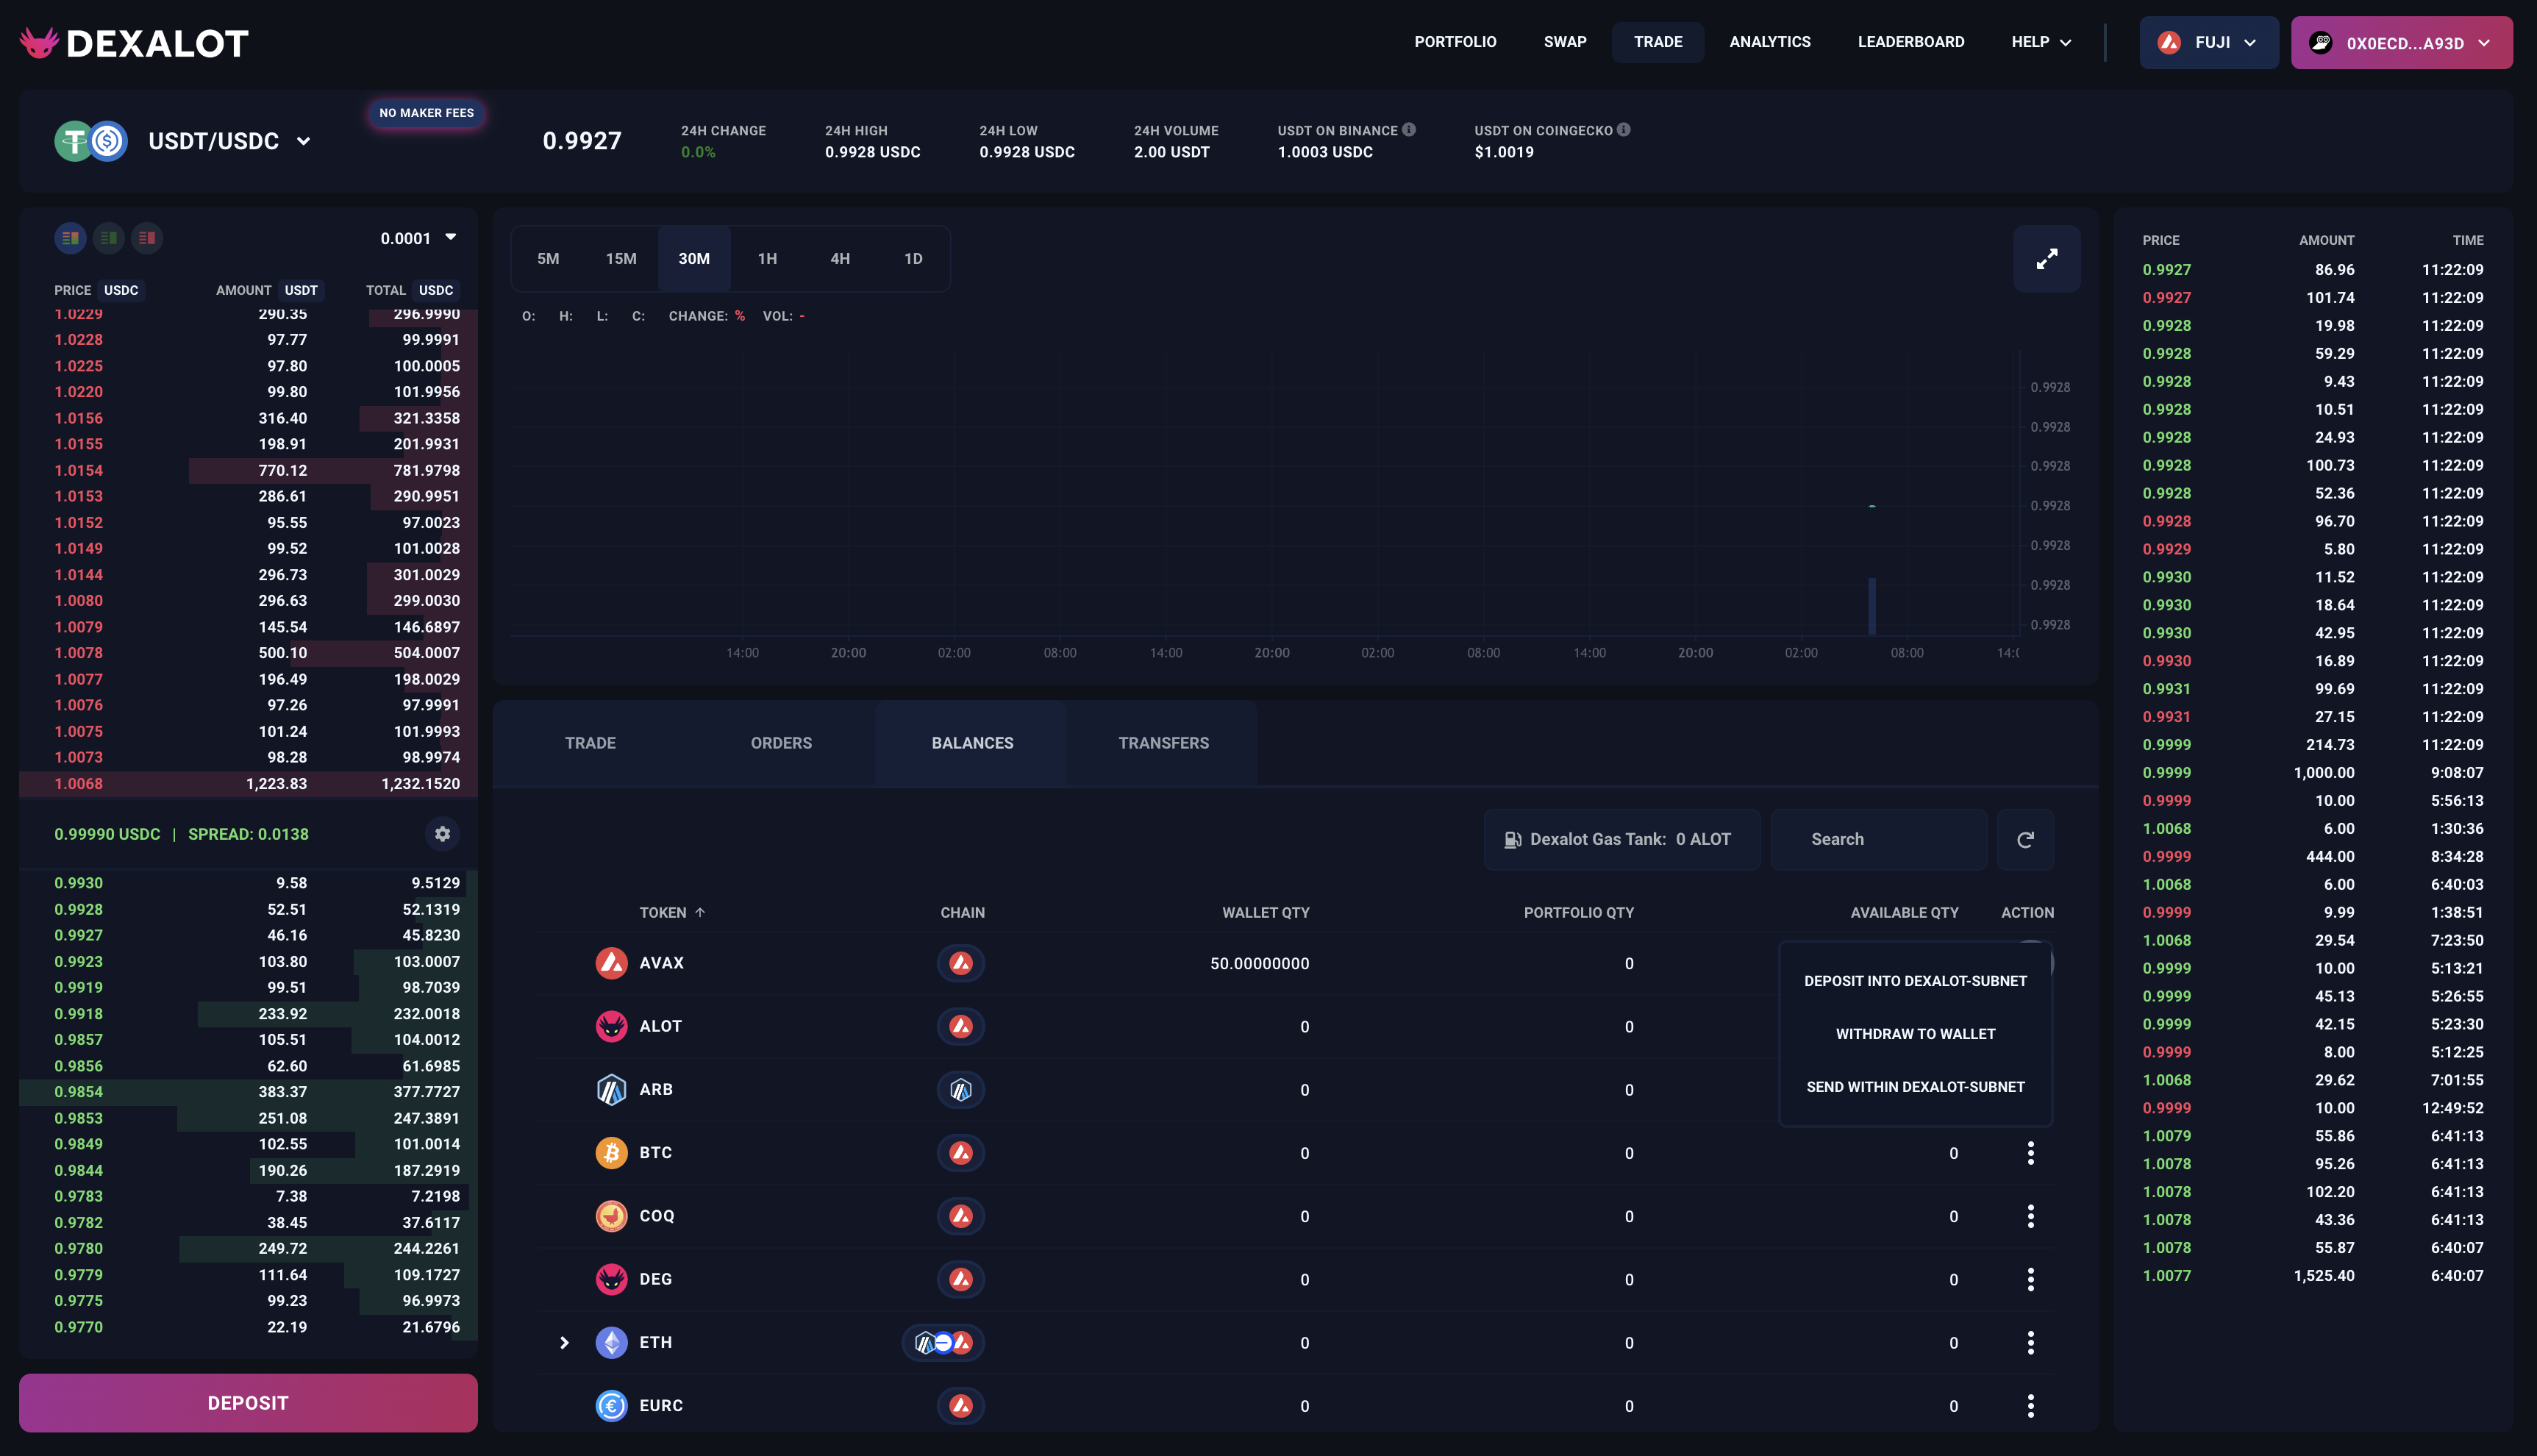 DEXALOT
PORTFOLIO SWAP TRADE ANALYTICS LEADERBOARD HELP FUJI 0X0ECD...A93D
NO MAKER FEES
USDT/USDC
0.9927
24H CHANGE 24H HIGH 24H LOW 24H VOLUME USDT ON BINANCE USDT ON COINGECKO
0.0% 0.9928 USDC 0.9928 USDC 2.00 USDT 1.0003 USDC $1.0019
0.0001
PRICE USDC AMOUNT USDT TOTAL USDC
1.0229 290.35 296.9990
1.0228 97.77 99.9991
1.0225 97.80 100.0005
1.0220 99.80 101.9956
1.0156 316.40 321.3358
1.0155 198.91 201.9931
1.0154 770.12 781.9798
1.0153 286.61 290.9951
1.0152 95.55 97.0023
1.0149 99.52 101.0028
1.0144 296.73 301.0029
1.0080 296.63 299.0030
1.0079 145.54 146.6897
1.0078 500.10 504.0007
1.0077 196.49 198.0029
1.0076 97.26 97.9991
1.0075 101.24 101.9993
1.0073 98.28 98.9974
1.0068 1,223.83 1,232.1520
0.99990 USDC | SPREAD: 0.0138
0.9930 9.58 9.5129
0.9928 52.51 52.1319
0.9927 46.16 45.8230
0.9923 103.80 103.0007
0.9919 99.51 98.7039
0.9918 233.92 232.0018
0.9857 105.51 104.0012
0.9856 62.60 61.6985
0.9854 383.37 377.7727
0.9853 251.08 247.3891
0.9849 102.55 101.0014
0.9844 190.26 187.2919
0.9783 7.38 7.2198
0.9782 38.45 37.6117
0.9780 249.72 244.2261
0.9779 111.64 109.1727
0.9775 99.23 96.9973
0.9770 22.19 21.6796
DEPOSIT
5M 15M 30M 1H 4H 1D
O: H: L: C: CHANGE: % VOL: -
0.9928
0.9928
0.9928
0.9928
0.9928
0.9928
0.9928
14:00 20:00 02:00 08:00 14:00 20:00 02:00 08:00 14:00 20:00 02:00 08:00 14:0
TRADE ORDERS BALANCES TRANSFERS
Dexalot Gas Tank: 0 ALOT Search
TOKEN CHAIN WALLET QTY PORTFOLIO QTY AVAILABLE QTY ACTION
AVAX 50.00000000 0
ALOT 0 0
ARB 0 0
DEPOSIT INTO DEXALOT-SUBNET
WITHDRAW TO WALLET
SEND WITHIN DEXALOT-SUBNET
BTC 0 0 0
COQ 0 0 0
DEG 0 0 0
ETH 0 0 0
EURC 0 0 0
PRICE AMOUNT TIME
0.9927 86.96 11:22:09
0.9927 101.74 11:22:09
0.9928 19.98 11:22:09
0.9928 59.29 11:22:09
0.9928 9.43 11:22:09
0.9928 10.51 11:22:09
0.9928 24.93 11:22:09
0.9928 100.73 11:22:09
0.9928 52.36 11:22:09
0.9928 96.70 11:22:09
0.9929 5.80 11:22:09
0.9930 11.52 11:22:09
0.9930 18.64 11:22:09
0.9930 42.95 11:22:09
0.9930 16.89 11:22:09
0.9931 99.69 11:22:09
0.9931 27.15 11:22:09
0.9999 214.73 11:22:09
0.9999 1,000.00 9:08:07
0.9999 10.00 5:56:13
1.0068 6.00 1:30:36
0.9999 444.00 8:34:28
1.0068 6.00 6:40:03
0.9999 9.99 1:38:51
1.0068 29.54 7:23:50
0.9999 10.00 5:13:21
0.9999 45.13 5:26:55
0.9999 42.15 5:23:30
0.9999 8.00 5:12:25
1.0068 29.62 7:01:55
0.9999 10.00 12:49:52
1.0079 55.86 6:41:13
1.0078 95.26 6:41:13
1.0078 102.20 6:41:13
1.0078 43.36 6:41:13
1.0078 55.87 6:40:07
1.0077 1,525.40 6:40:07